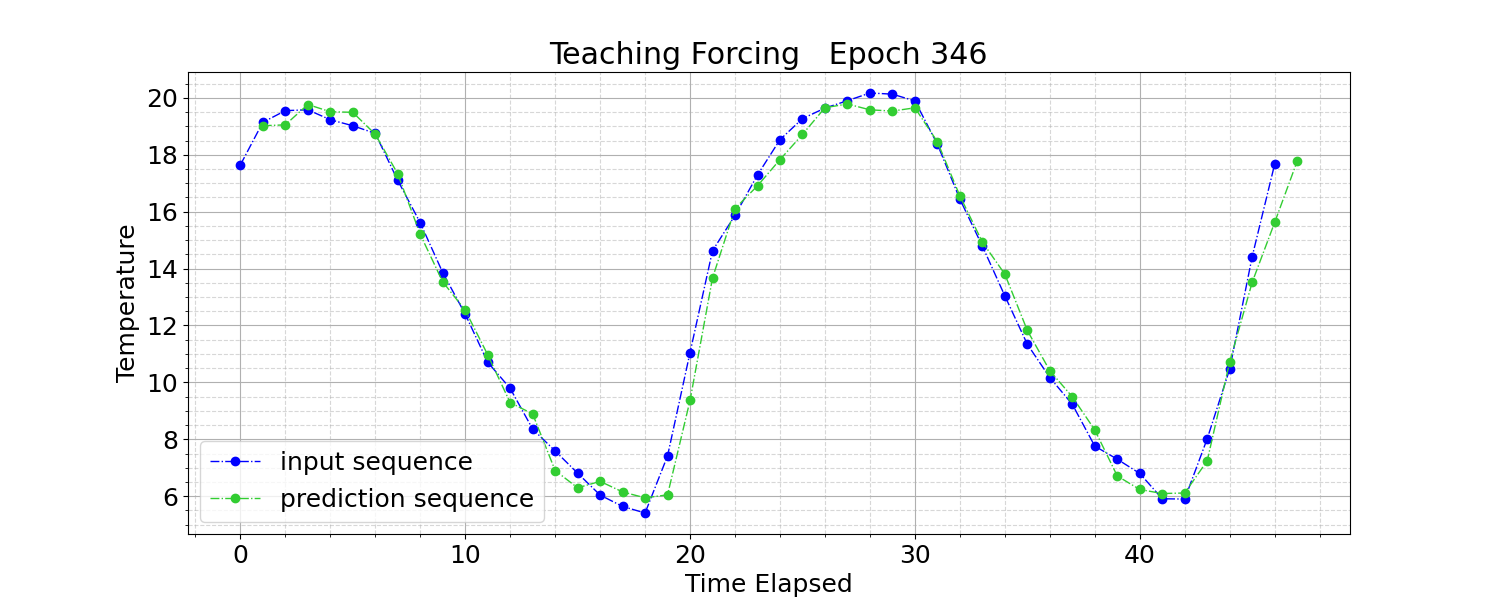 Teaching Forcing   Epoch 346
Temperature
20
18
16
14
12
10
8
6
input sequence
prediction sequence
0 10 20 30 40
Time Elapsed